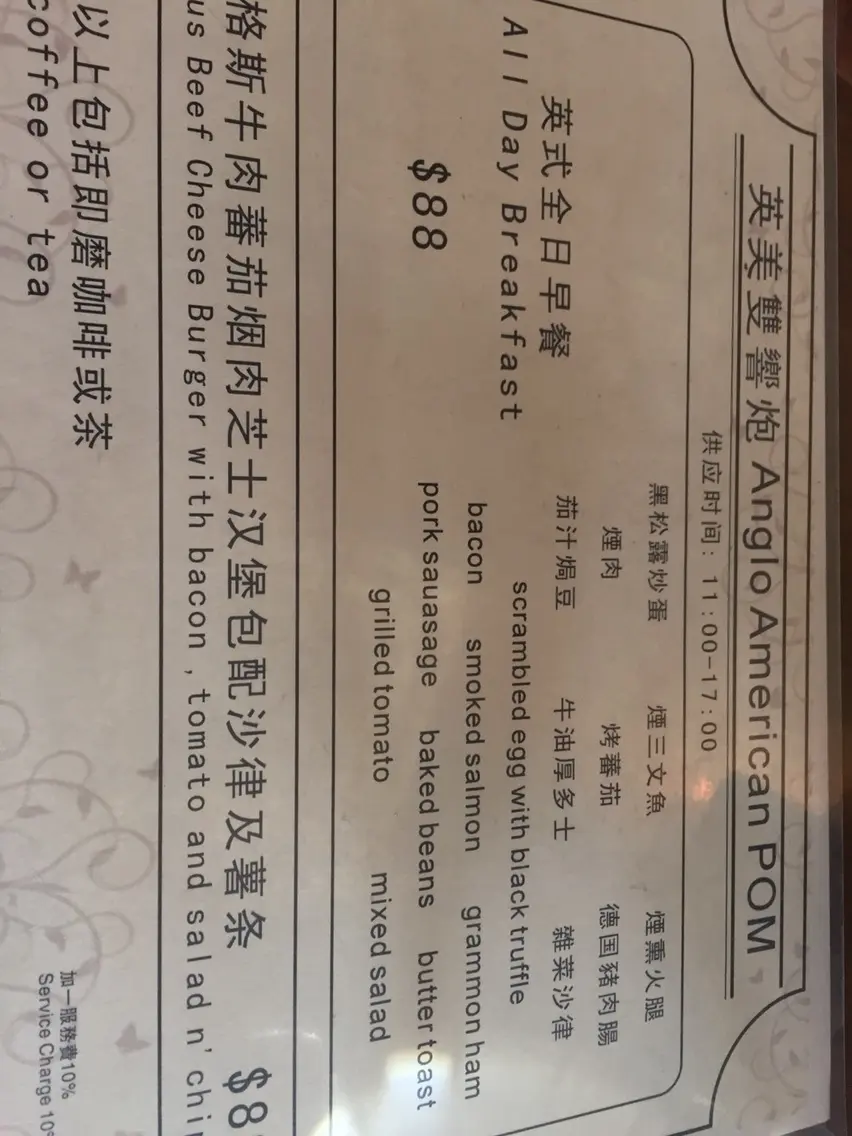 英美雙響炮 Anglo American POM
供应时间: 11:00-17:00
黑松露炒蛋 煙三文魚 煙熏火腿
煙肉 烤蕃茄 德国豬肉腸
英式全日早餐 茄汁焗豆 牛油厚多士 雜菜沙律
All Day Breakfast scrambled egg with black truffle
bacon smoked salmon grammon ham
$88 pork sauasage baked beans butter toast
grilled tomato mixed salad
格斯牛肉蕃茄烟肉芝士汉堡包配沙律及薯条
us Beef Cheese Burger with bacon ,tomato and salad n' chi
以上包括即磨咖啡或茶
coffee or tea
加一服務費10%
Service Charge 10